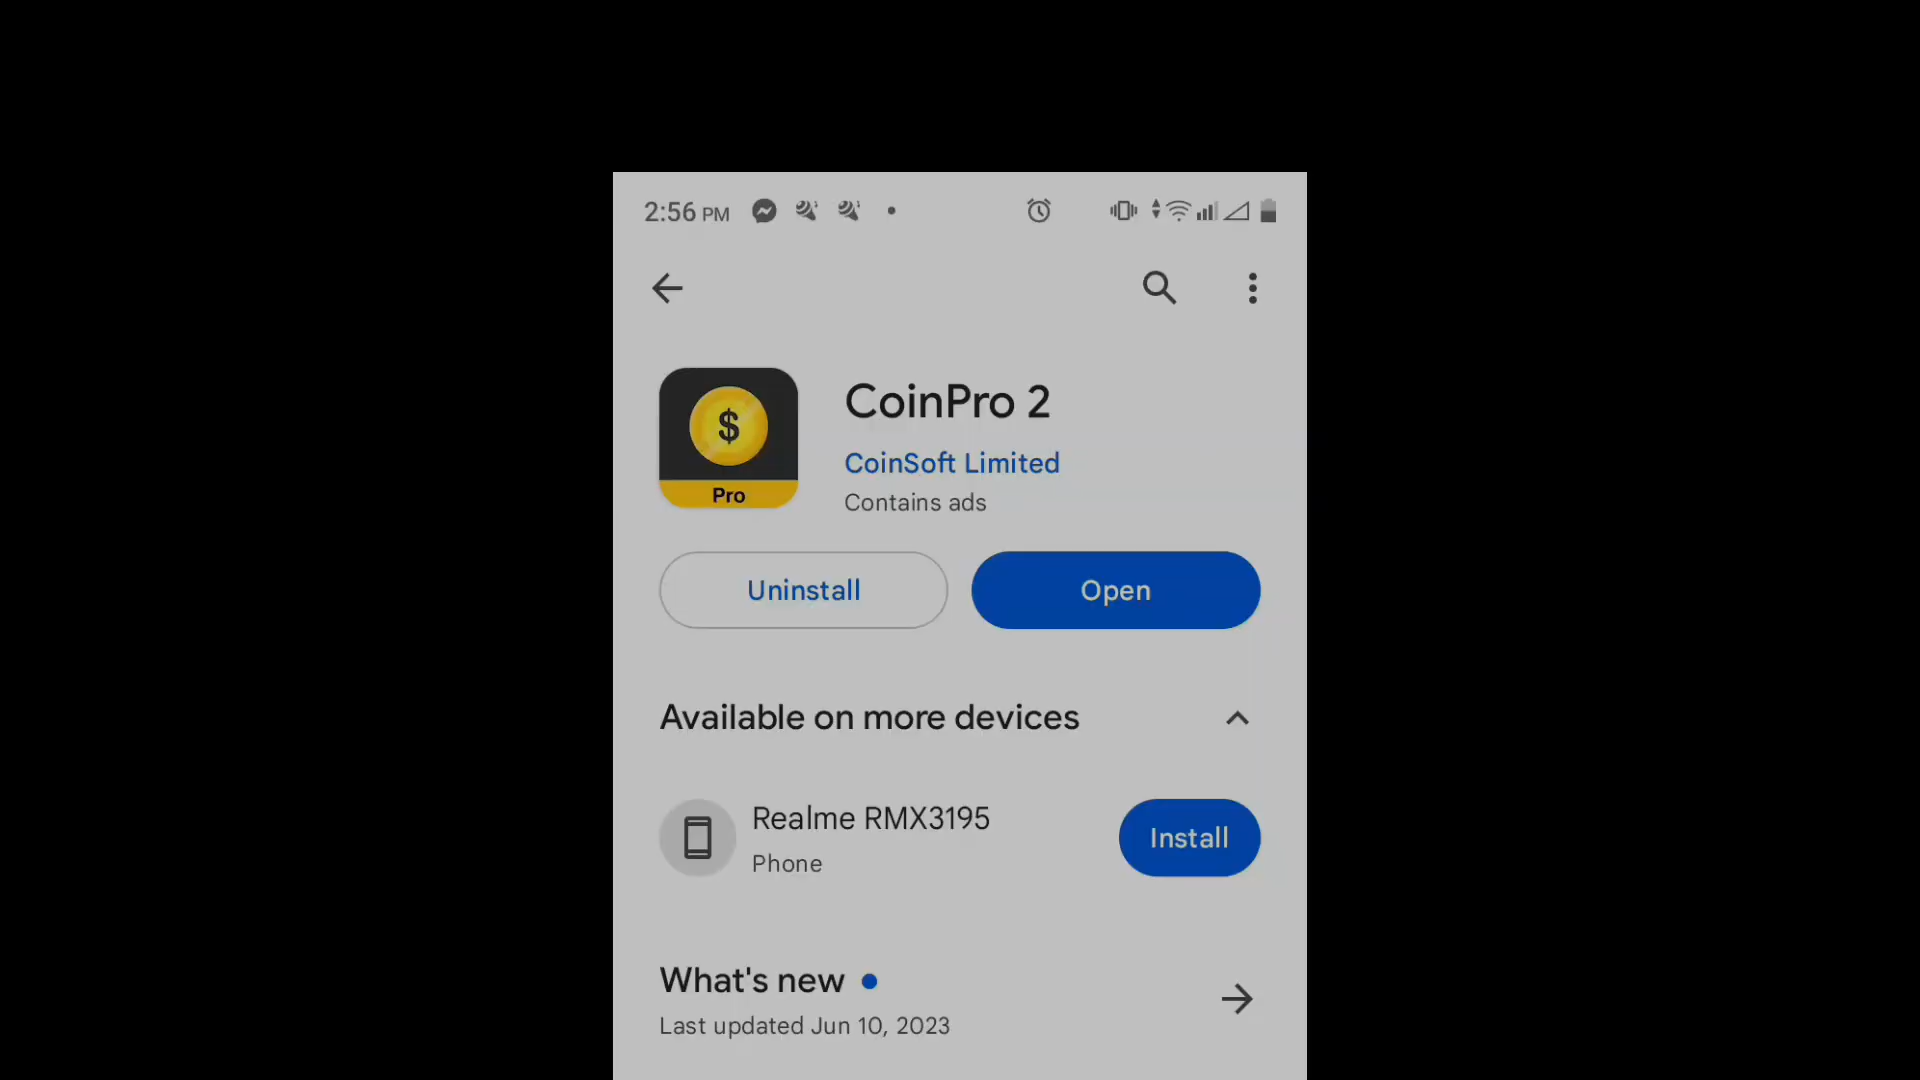 2:56 PM
CoinPro 2
CoinSoft Limited
Contains ads
$
Pro
Uninstall
Open
Available on more devices
Realme RMX3195
Phone
Install
What's new
Last updated Jun 10, 2023